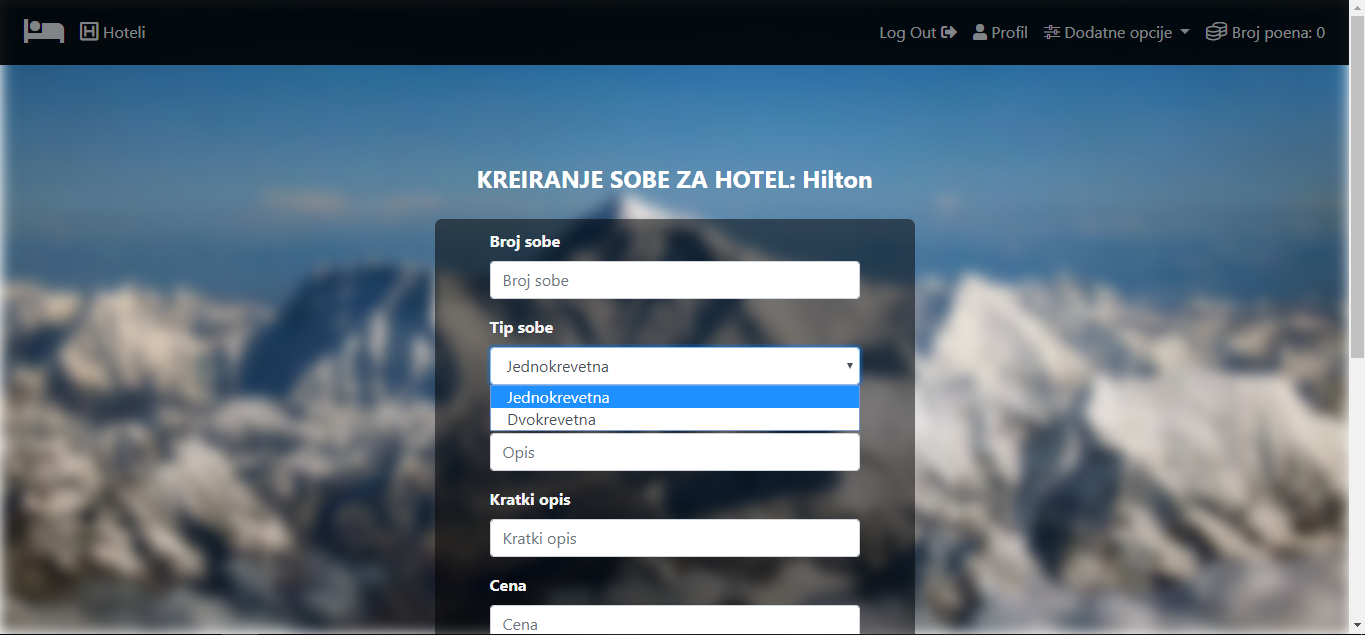 H Hoteli Log Out Profil Dodatne opcije Broj poena: 0
KREIRANJE SOBE ZA HOTEL: Hilton
Broj sobe
Broj sobe
Tip sobe
Jednokrevetna
Jednokrevetna
Dvokrevetna
Opis
Kratki opis
Kratki opis
Cena
Cena